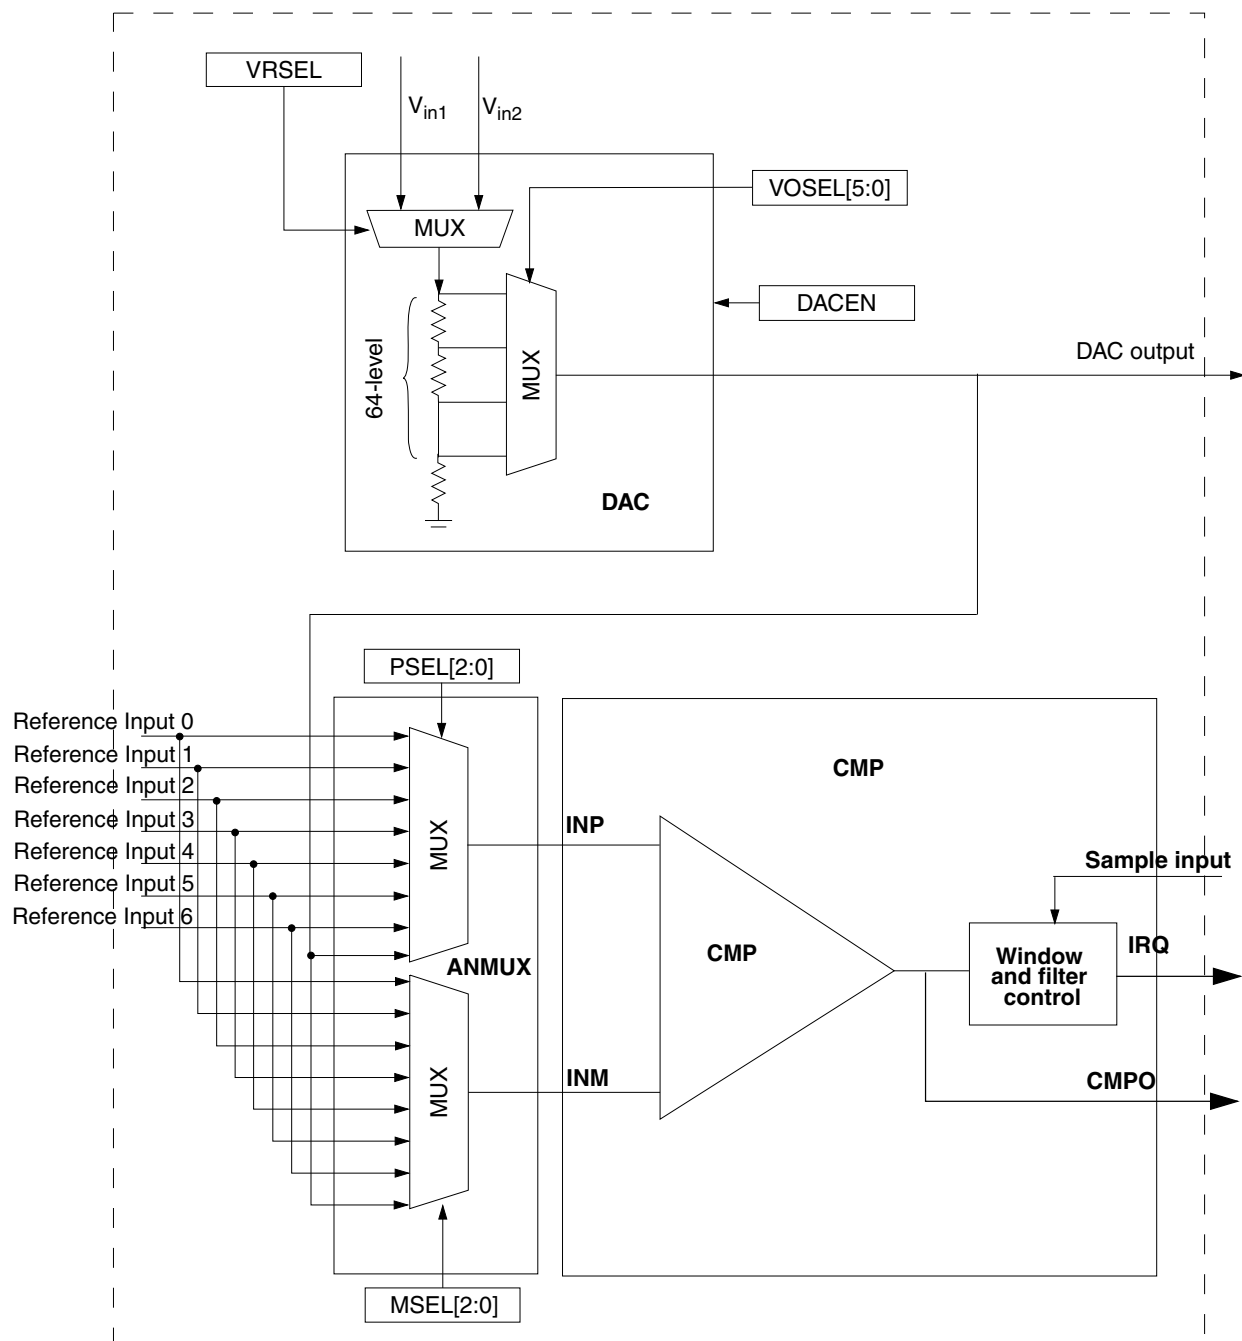 VRSEL
Vin1
Vin2
VOSEL[5:0]
MUX
DACEN
MUX
64-level
DAC output
DAC
PSEL[2:0]
Reference Input 0
Reference Input 1
Reference Input 2
Reference Input 3
Reference Input 4
Reference Input 5
Reference Input 6
MUX
ANMUX
MUX
MSEL[2:0]
CMP
INP
INM
CMP
Sample input
Window
and filter
control
IRQ
CMPO